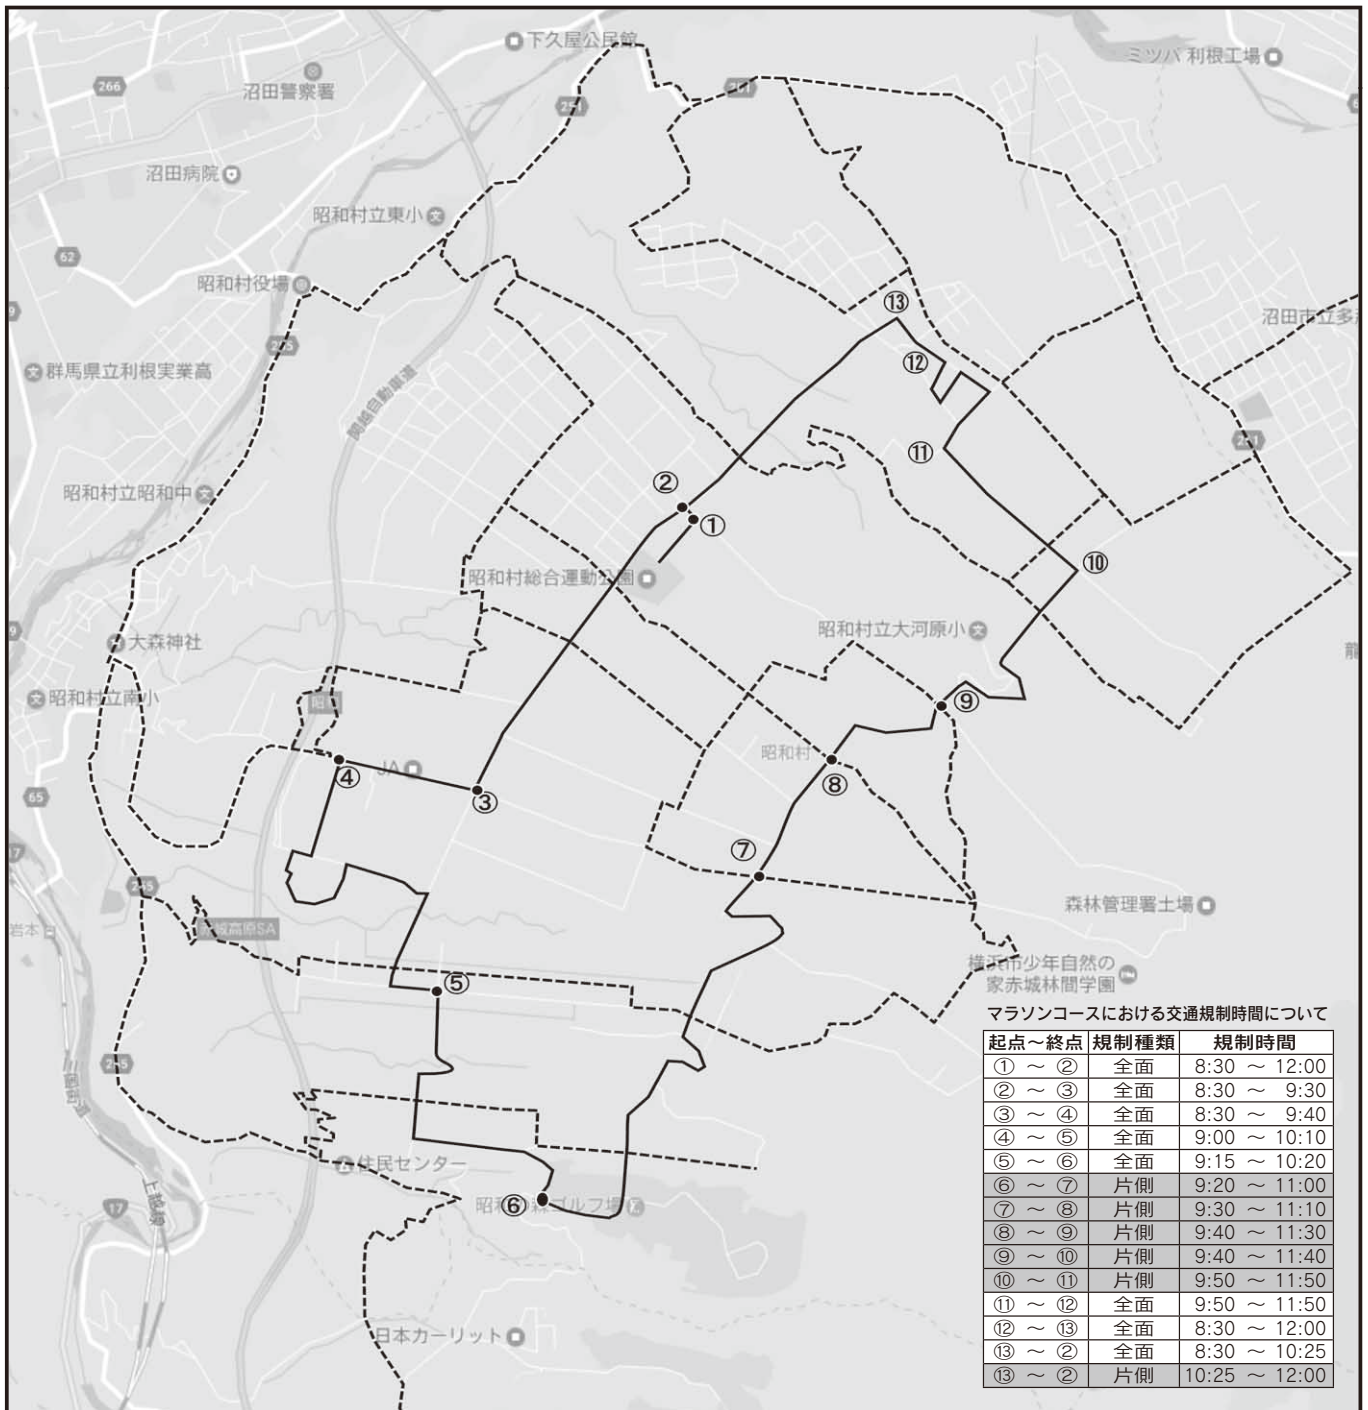 下久屋公民館
ミツバ 利根工場
266
沼田警察署
251
261
沼田病院
昭和村立東小
62
昭和村役場
沼田市立多
群馬県立利根実業高
関越自動車道
⑬
⑫
⑪
昭和村立昭和中
②
①
⑩
昭和村総合運動公園
昭和村立大河原小
大森神社
昭和村立南小
⑨
昭和村
JA
④
③
⑧
65
⑦
森林管理署土場
赤城高原SA
岩本
横浜市少年自然の
家赤城林間学園
⑤
住民センター
⑥
17
上越線
日本カーリット
マラソンコースにおける交通規制時間について
起点～終点 規制種類 規制時間
① ～ ② 全面 8:30 ～ 12:00
② ～ ③ 全面 8:30 ～ 9:30
③ ～ ④ 全面 8:30 ～ 9:40
④ ～ ⑤ 全面 9:00 ～ 10:10
⑤ ～ ⑥ 全面 9:15 ～ 10:20
⑥ ～ ⑦ 片側 9:20 ～ 11:00
⑦ ～ ⑧ 片側 9:30 ～ 11:10
⑧ ～ ⑨ 片側 9:40 ～ 11:30
⑨ ～ ⑩ 片側 9:40 ～ 11:40
⑩ ～ ⑪ 片側 9:50 ～ 11:50
⑪ ～ ⑫ 全面 9:50 ～ 11:50
⑫ ～ ⑬ 全面 8:30 ～ 12:00
⑬ ～ ② 全面 8:30 ～ 10:25
⑬ ～ ② 片側 10:25 ～ 12:00